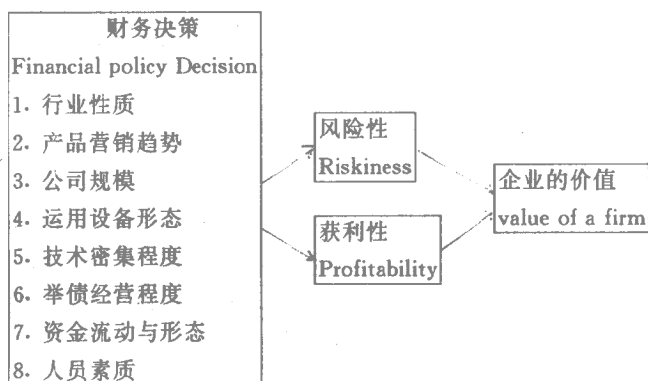 财务决策
Financial policy Decision
1. 行业性质
2. 产品营销趋势
3. 公司规模
4. 运用设备形态
5. 技术密集程度
6. 举债经营程度
7. 资金流动与形态
8. 人员素质
风险性
Riskiness
获利性
Profitability
企业的价值
value of a firm